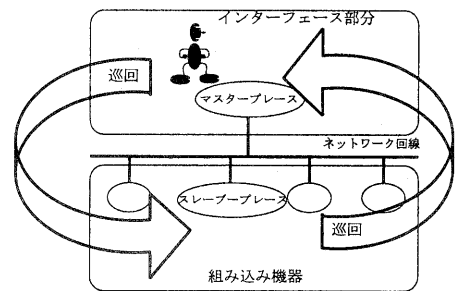 インターフェース部分
巡回
マスタープレース
ネットワーク回線
スレーブープレース
巡回
組み込み機器